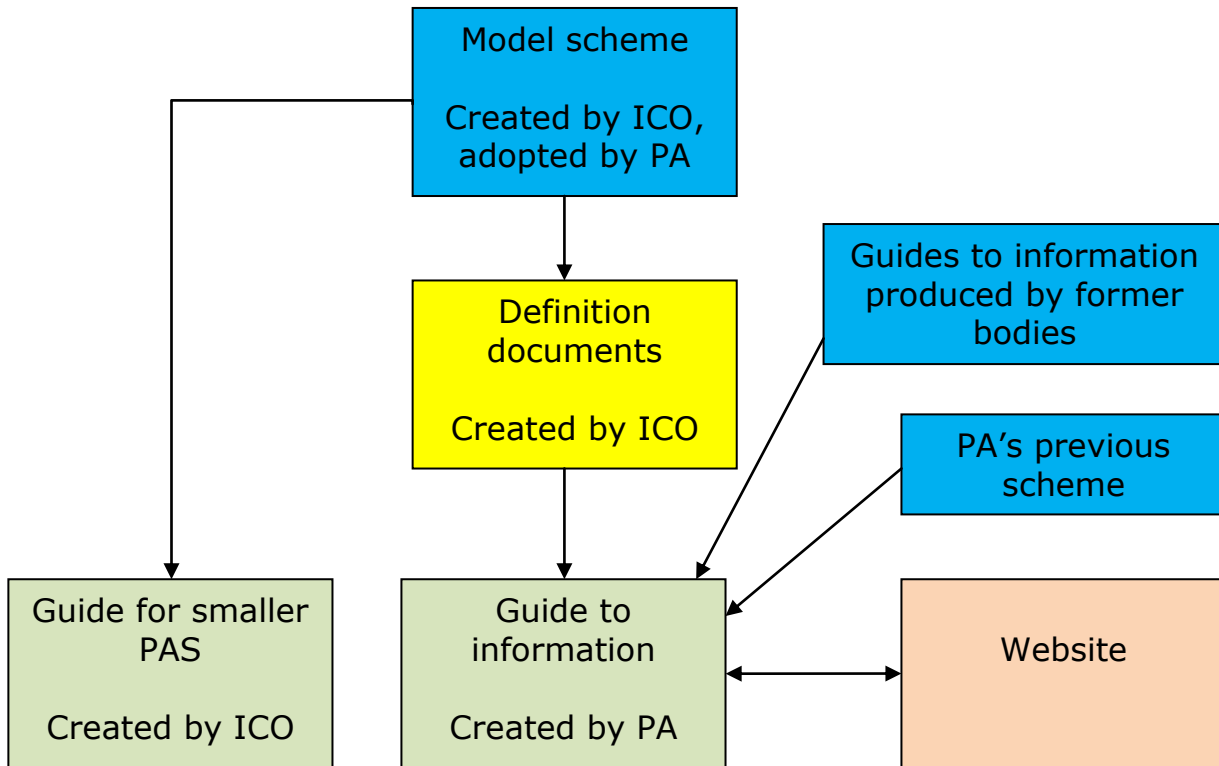 Model scheme
Created by ICO,
adopted by PA
Guides to information
produced by former
bodies
Definition
documents
Created by ICO
PA’s previous
scheme
Guide for smaller
PAS
Created by ICO
Guide to
information
Created by PA
Website